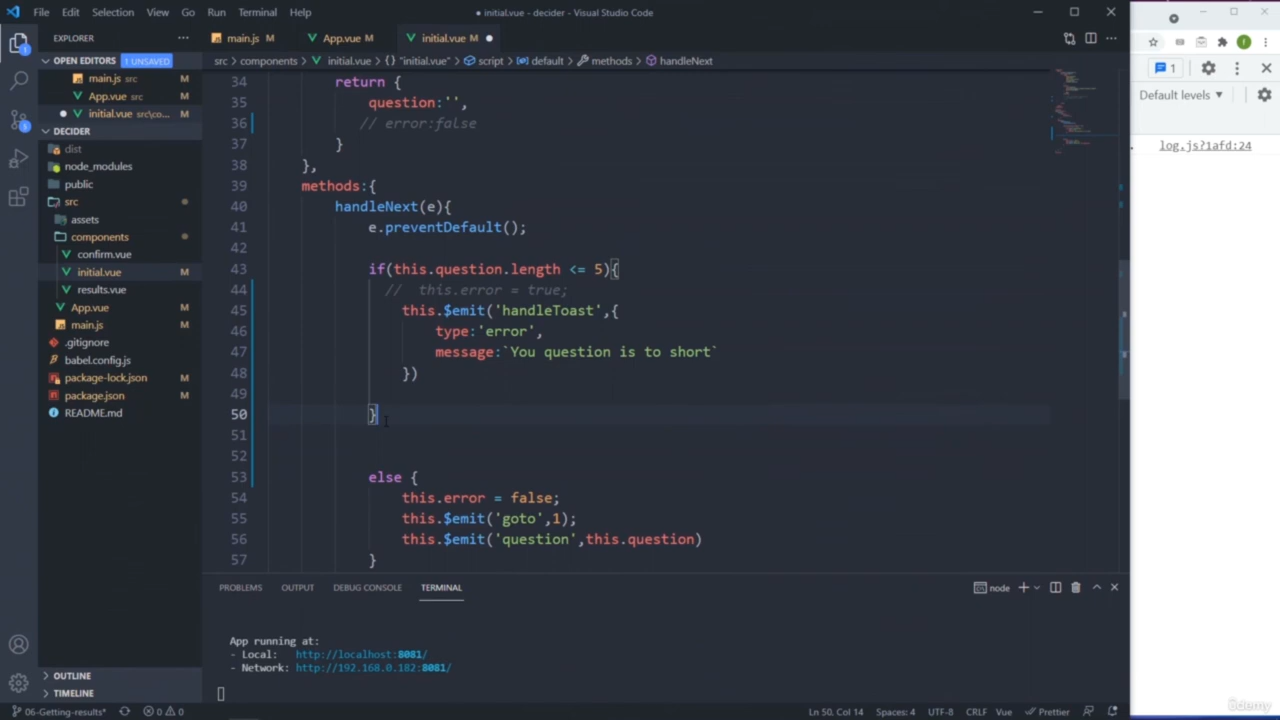 File Edit Selection View Go Run Terminal Help
● initial.vue - decider - Visual Studio Code
EXPLORER
main.js M
App.vue M
initial.vue M
OPEN EDITORS 1 UNSAVED
src > components > initial.vue > {} "initial.vue" > script > default > methods > handleNext
main.js src M
App.vue src M
initial.vue src\co... M
DECIDER
dist
node_modules
public
src
assets
components
confirm.vue
initial.vue M
results.vue
App.vue M
main.js M
.gitignore
babel.config.js
package-lock.json M
package.json M
README.md
OUTLINE
TIMELINE
34 return {
35 question:'',
36 // error:false
37 }
38 },
39 methods:{
40 handleNext(e){
41 e.preventDefault();
42
43 if(this.question.length <= 5){
44 // this.error = true;
45 this.$emit('handleToast',{
46 type:'error',
47 message:`You question is to short`
48 })
49
50 }
51
52
53 else {
54 this.error = false;
55 this.$emit('goto',1);
56 this.$emit('question',this.question)
57 }
PROBLEMS OUTPUT DEBUG CONSOLE TERMINAL
node
App running at:
- Local: http://localhost:8081/
- Network: http://192.168.0.182:8081/
06-Getting-results* 0 0
Ln 50, Col 14 Spaces: 4 UTF-8 CRLF Vue Prettier
1
Default levels ▼
log.js?1afd:24
ûdemy